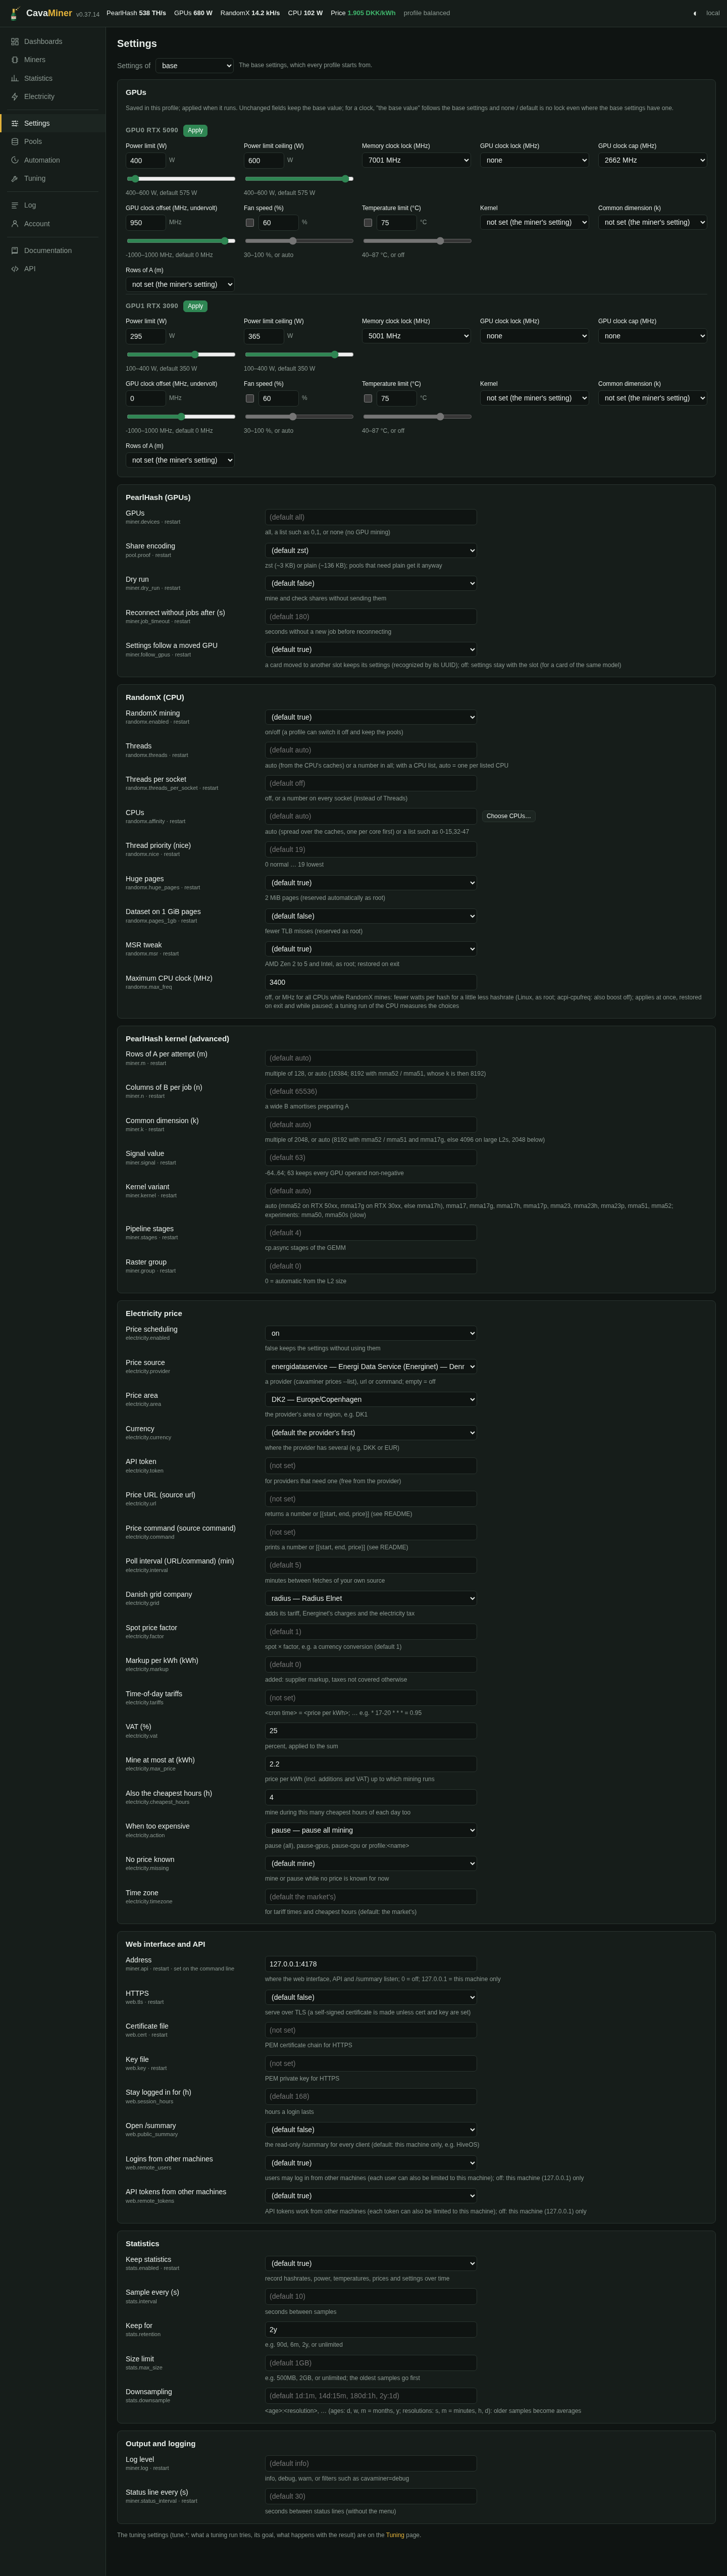 CavaMiner v0.37.14 PearlHash 538 TH/s GPUs 680 W RandomX 14.2 kH/s CPU 102 W Price 1.905 DKK/kWh profile balanced local
Dashboards
Miners
Statistics
Electricity
Settings
Pools
Automation
Tuning
Log
Account
Documentation
API
Settings
Settings of base The base settings, which every profile starts from.
GPUs
Saved in this profile; applied when it runs. Unchanged fields keep the base value; for a clock, "the base value" follows the base settings and none / default is no lock even where the base settings have one.
GPU0 RTX 5090 Apply
Power limit (W) Power limit ceiling (W) Memory clock lock (MHz) GPU clock lock (MHz) GPU clock cap (MHz)
400 W 600 W 7001 MHz none 2662 MHz
400–600 W, default 575 W 400–600 W, default 575 W
GPU clock offset (MHz, undervolt) Fan speed (%) Temperature limit (°C) Kernel Common dimension (k)
950 MHz 60 % 75 °C not set (the miner's setting) not set (the miner's setting)
-1000–1000 MHz, default 0 MHz 30–100 %, or auto 40–87 °C, or off
Rows of A (m)
not set (the miner's setting)
GPU1 RTX 3090 Apply
Power limit (W) Power limit ceiling (W) Memory clock lock (MHz) GPU clock lock (MHz) GPU clock cap (MHz)
295 W 365 W 5001 MHz none none
100–400 W, default 350 W 100–400 W, default 350 W
GPU clock offset (MHz, undervolt) Fan speed (%) Temperature limit (°C) Kernel Common dimension (k)
0 MHz 60 % 75 °C not set (the miner's setting) not set (the miner's setting)
-1000–1000 MHz, default 0 MHz 30–100 %, or auto 40–87 °C, or off
Rows of A (m)
not set (the miner's setting)
PearlHash (GPUs)
GPUs
miner.devices · restart
(default all)
all, a list such as 0,1, or none (no GPU mining)
Share encoding
pool.proof · restart
(default zst)
zst (~3 KB) or plain (~136 KB); pools that need plain get it anyway
Dry run
miner.dry_run · restart
(default false)
mine and check shares without sending them
Reconnect without jobs after (s)
miner.job_timeout · restart
(default 180)
seconds without a new job before reconnecting
Settings follow a moved GPU
miner.follow_gpus · restart
(default true)
a card moved to another slot keeps its settings (recognized by its UUID); off: settings stay with the slot (for a card of the same model)
RandomX (CPU)
RandomX mining
randomx.enabled · restart
(default true)
on/off (a profile can switch it off and keep the pools)
Threads
randomx.threads · restart
(default auto)
auto (from the CPU's caches) or a number in all; with a CPU list, auto = one per listed CPU
Threads per socket
randomx.threads_per_socket · restart
(default off)
off, or a number on every socket (instead of Threads)
CPUs
randomx.affinity · restart
(default auto) Choose CPUs…
auto (spread over the caches, one per core first) or a list such as 0-15,32-47
Thread priority (nice)
randomx.nice · restart
(default 19)
0 normal … 19 lowest
Huge pages
randomx.huge_pages · restart
(default true)
2 MiB pages (reserved automatically as root)
Dataset on 1 GiB pages
randomx.pages_1gb · restart
(default false)
fewer TLB misses (reserved as root)
MSR tweak
randomx.msr · restart
(default true)
AMD Zen 2 to 5 and Intel, as root; restored on exit
Maximum CPU clock (MHz)
randomx.max_freq
3400
off, or MHz for all CPUs while RandomX mines: fewer watts per hash for a little less hashrate (Linux, as root; acpi-cpufreq: also boost off); applies at once, restored
on exit and while paused; a tuning run of the CPU measures the choices
PearlHash kernel (advanced)
Rows of A per attempt (m)
miner.m · restart
(default auto)
multiple of 128, or auto (16384; 8192 with mma52 / mma51, whose k is then 8192)
Columns of B per job (n)
miner.n · restart
(default 65536)
a wide B amortises preparing A
Common dimension (k)
miner.k · restart
(default auto)
multiple of 2048, or auto (8192 with mma52 / mma51 and mma17g, else 4096 on large L2s, 2048 below)
Signal value
miner.signal · restart
(default 63)
-64..64; 63 keeps every GPU operand non-negative
Kernel variant
miner.kernel · restart
(default auto)
auto (mma52 on RTX 50xx, mma17g on RTX 30xx, else mma17h), mma17, mma17g, mma17h, mma17p, mma23, mma23h, mma23p, mma51, mma52;
experiments: mma50, mma50s (slow)
Pipeline stages
miner.stages · restart
(default 4)
cp.async stages of the GEMM
Raster group
miner.group · restart
(default 0)
0 = automatic from the L2 size
Electricity price
Price scheduling
electricity.enabled
on
false keeps the settings without using them
Price source
electricity.provider
energidataservice — Energi Data Service (Energinet) — Denr
a provider (cavaminer prices --list), url or command; empty = off
Price area
electricity.area
DK2 — Europe/Copenhagen
the provider's area or region, e.g. DK1
Currency
electricity.currency
(default the provider's first)
where the provider has several (e.g. DKK or EUR)
API token
electricity.token
(not set)
for providers that need one (free from the provider)
Price URL (source url)
electricity.url
(not set)
returns a number or [{start, end, price}] (see README)
Price command (source command)
electricity.command
(not set)
prints a number or [{start, end, price}] (see README)
Poll interval (URL/command) (min)
electricity.interval
(default 5)
minutes between fetches of your own source
Danish grid company
electricity.grid
radius — Radius Elnet
adds its tariff, Energinet's charges and the electricity tax
Spot price factor
electricity.factor
(default 1)
spot × factor, e.g. a currency conversion (default 1)
Markup per kWh (kWh)
electricity.markup
(default 0)
added: supplier markup, taxes not covered otherwise
Time-of-day tariffs
electricity.tariffs
(not set)
<cron time> = <price per kWh>; … e.g. * 17-20 * * * = 0.95
VAT (%)
electricity.vat
25
percent, applied to the sum
Mine at most at (kWh)
electricity.max_price
2.2
price per kWh (incl. additions and VAT) up to which mining runs
Also the cheapest hours (h)
electricity.cheapest_hours
4
mine during this many cheapest hours of each day too
When too expensive
electricity.action
pause — pause all mining
pause (all), pause-gpus, pause-cpu or profile:<name>
No price known
electricity.missing
(default mine)
mine or pause while no price is known for now
Time zone
electricity.timezone
(default the market's)
for tariff times and cheapest hours (default: the market's)
Web interface and API
Address
miner.api · restart · set on the command line
127.0.0.1:4178
where the web interface, API and /summary listen; 0 = off; 127.0.0.1 = this machine only
HTTPS
web.tls · restart
(default false)
serve over TLS (a self-signed certificate is made unless cert and key are set)
Certificate file
web.cert · restart
(not set)
PEM certificate chain for HTTPS
Key file
web.key · restart
(not set)
PEM private key for HTTPS
Stay logged in for (h)
web.session_hours
(default 168)
hours a login lasts
Open /summary
web.public_summary
(default false)
the read-only /summary for every client (default: this machine only, e.g. HiveOS)
Logins from other machines
web.remote_users
(default true)
users may log in from other machines (each user can also be limited to this machine); off: this machine (127.0.0.1) only
API tokens from other machines
web.remote_tokens
(default true)
API tokens work from other machines (each token can also be limited to this machine); off: this machine (127.0.0.1) only
Statistics
Keep statistics
stats.enabled · restart
(default true)
record hashrates, power, temperatures, prices and settings over time
Sample every (s)
stats.interval
(default 10)
seconds between samples
Keep for
stats.retention
2y
e.g. 90d, 6m, 2y, or unlimited
Size limit
stats.max_size
(default 1GB)
e.g. 500MB, 2GB, or unlimited; the oldest samples go first
Downsampling
stats.downsample
(default 1d:1m, 14d:15m, 180d:1h, 2y:1d)
<age>:<resolution>, … (ages: d, w, m = months, y; resolutions: s, m = minutes, h, d); older samples become averages
Output and logging
Log level
miner.log · restart
(default info)
info, debug, warn, or filters such as cavaminer=debug
Status line every (s)
miner.status_interval · restart
(default 30)
seconds between status lines (without the menu)
The tuning settings (tune.*: what a tuning run tries, its goal, what happens with the result) are on the Tuning page.